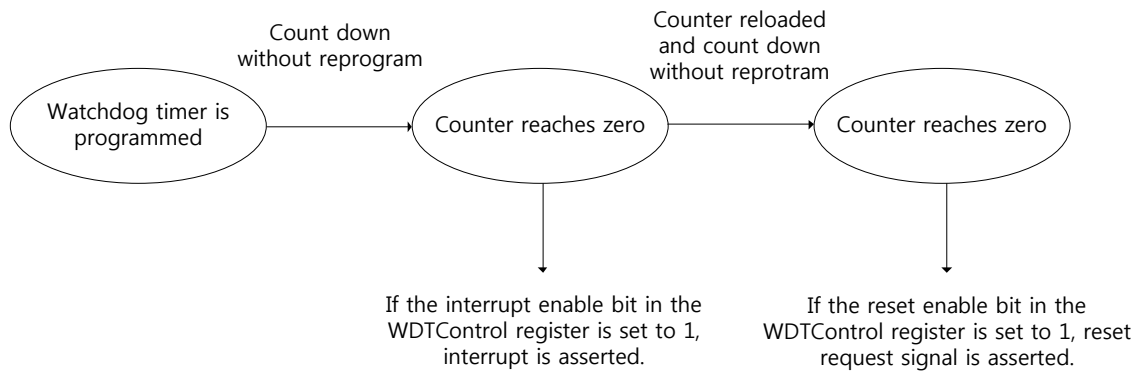 Count down
without reprogram
Counter reloaded
and count down
without reprotram
Watchdog timer is
programmed
Counter reaches zero
Counter reaches zero
If the interrupt enable bit in the
WDTControl register is set to 1,
interrupt is asserted.
If the reset enable bit in the
WDTControl register is set to 1, reset
request signal is asserted.